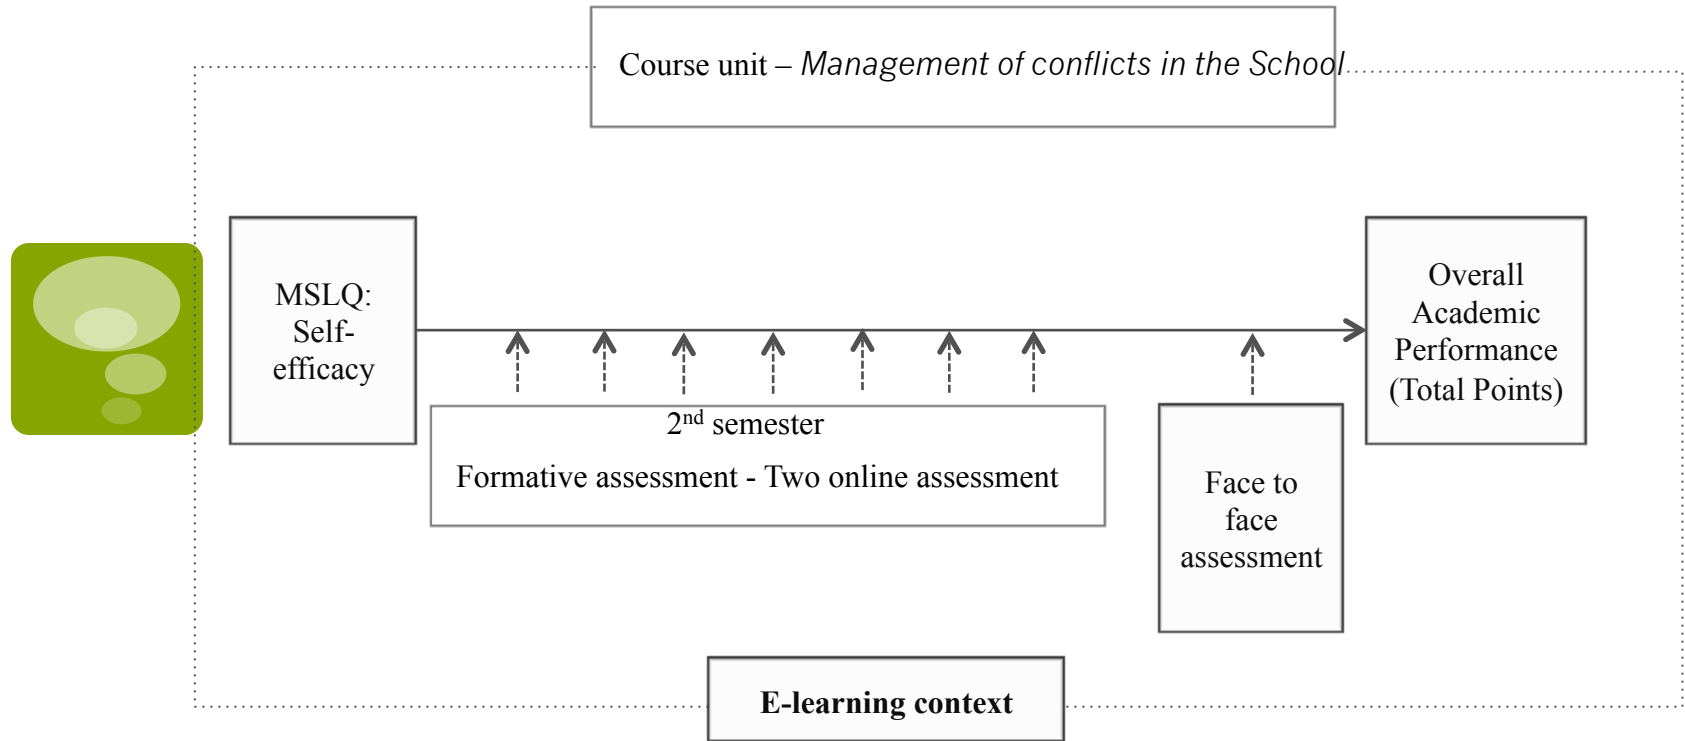 Course unit – Management of conflicts in the School
MSLQ:
Self-
efficacy
Overall
Academic
Performance
(Total Points)
2nd semester
Formative assessment - Two online assessment
Face to
face
assessment
E-learning context